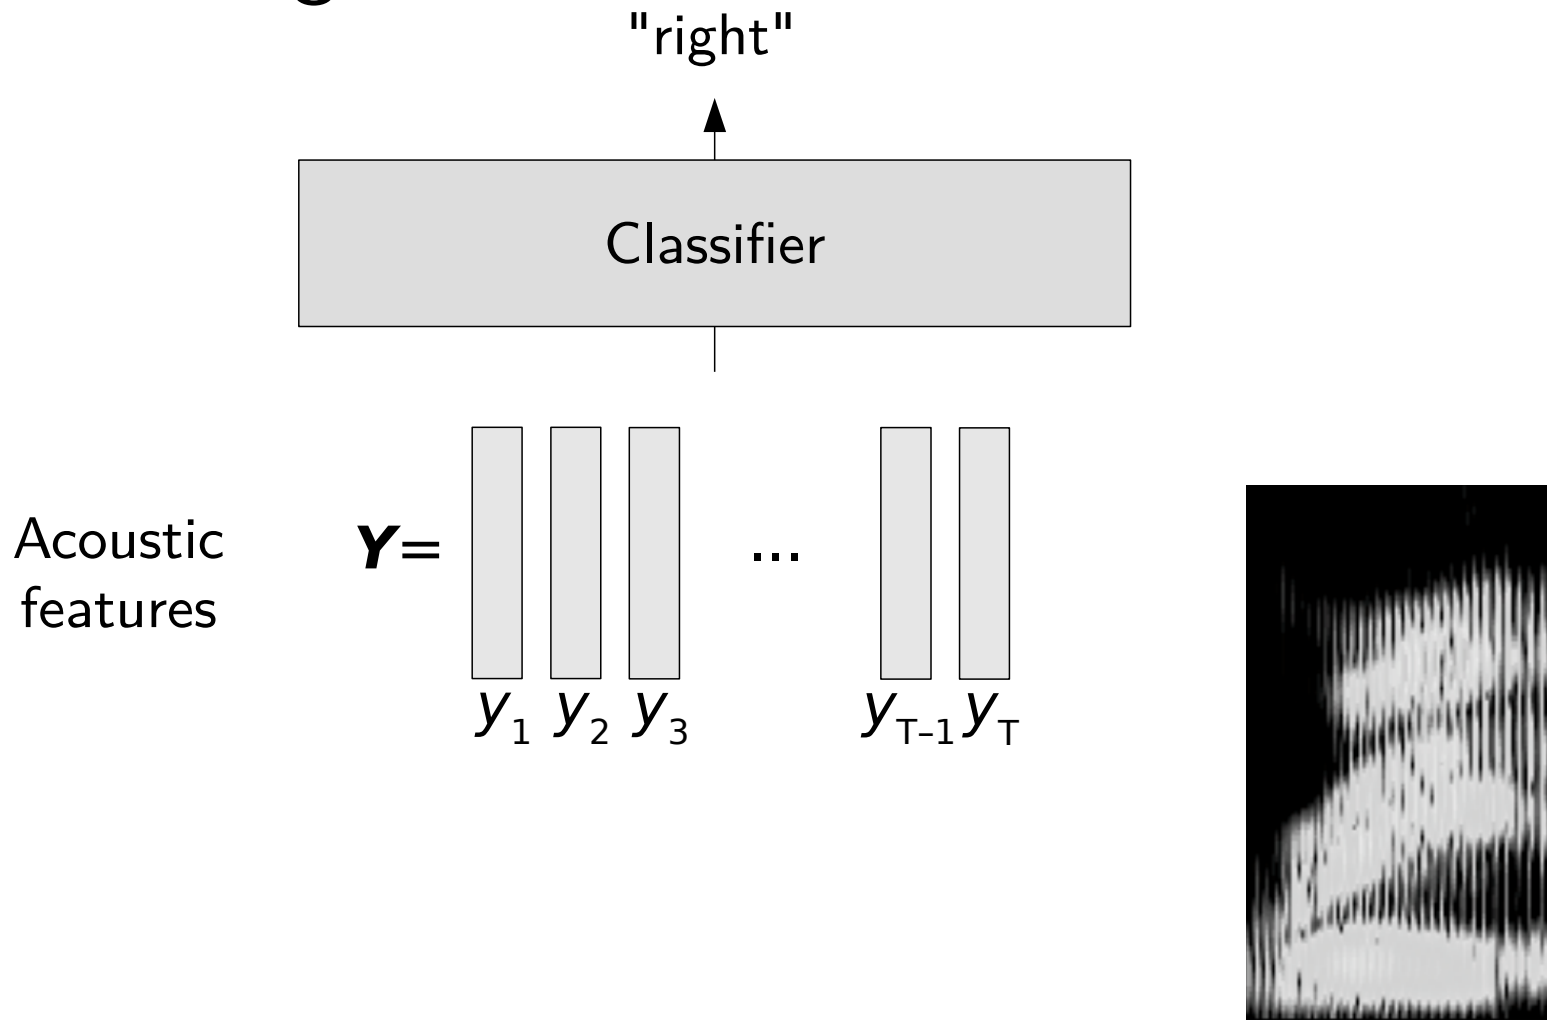 "right"
Classifier
Acoustic
features
Y=
...
y1 y2 y3 yT–1 yT